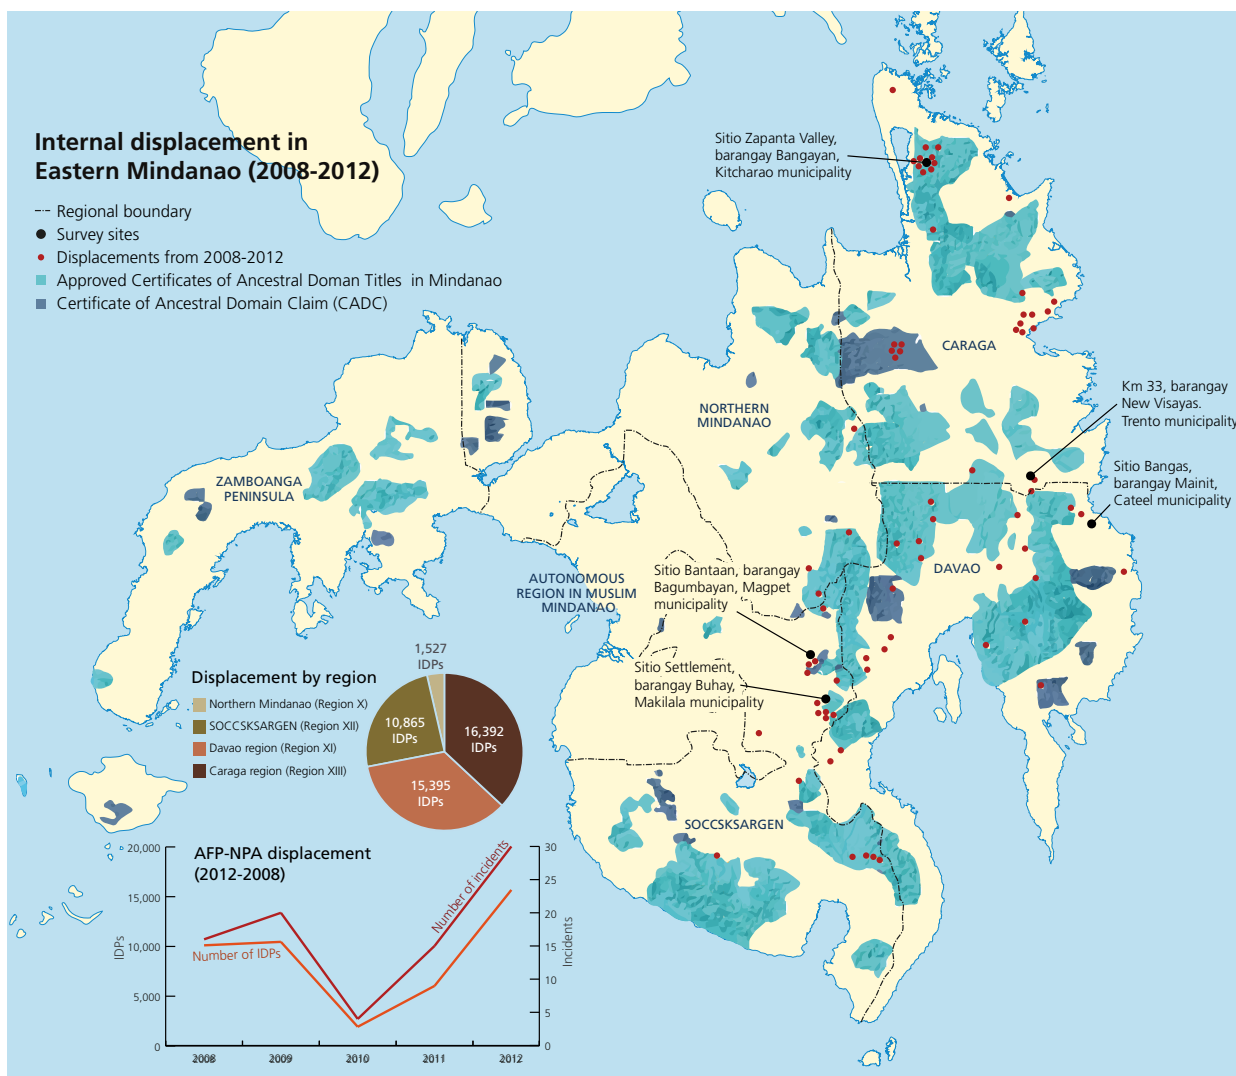 Internal displacement in
Eastern Mindanao (2008-2012)
Regional boundary
Survey sites
Displacements from 2008-2012
Approved Certificates of Ancestral Doman Titles in Mindanao
Certificate of Ancestral Domain Claim (CADC)
Sitio Zapanta Valley,
barangay Bangayan,
Kitcharao municipality
CARAGA
NORTHERN
MINDANAO
Km 33, barangay
New Visayas.
Trento municipality
Sitio Bangas,
barangay Mainit,
Cateel municipality
ZAMBOANGA
PENINSULA
AUTONOMOUS
REGION IN MUSLIM
MINDANAO
Sitio Bantaan, barangay
Bagumbayan, Magpet
municipality
DAVAO
Sitio Settlement,
barangay Buhay,
Makilala municipality
SOCCSKSARGEN
Displacement by region
Northern Mindanao (Region X)
SOCCSKSARGEN (Region XII)
Davao region (Region XI)
Caraga region (Region XIII)
1,527
IDPs
10,865
IDPs
16,392
IDPs
15,395
IDPs
AFP-NPA displacement
(2012-2008)
20,000
15,000
10,000
5,000
0
IDPs
Number of incidents
Number of IDPs
30
25
20
15
10
5
0
Incidents
2008
2009
2010
2011
2012